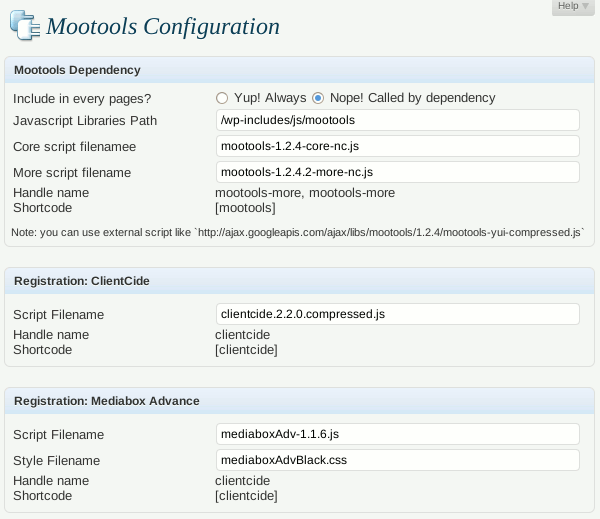 Help
Mootools Configuration
Mootools Dependency
Include in every pages? Yup! Always Nope! Called by dependency
Javascript Libraries Path /wp-includes/js/mootools
Core script filenamee mootools-1.2.4-core-nc.js
More script filename mootools-1.2.4.2-more-nc.js
Handle name mootools-more, mootools-more
Shortcode [mootools]
Note: you can use external script like `http://ajax.googleapis.com/ajax/libs/mootools/1.2.4/mootools-yui-compressed.js`
Registration: ClientCide
Script Filename clientcide.2.2.0.compressed.js
Handle name clientcide
Shortcode [clientcide]
Registration: Mediabox Advance
Script Filename mediaboxAdv-1.1.6.js
Style Filename mediaboxAdvBlack.css
Handle name clientcide
Shortcode [clientcide]